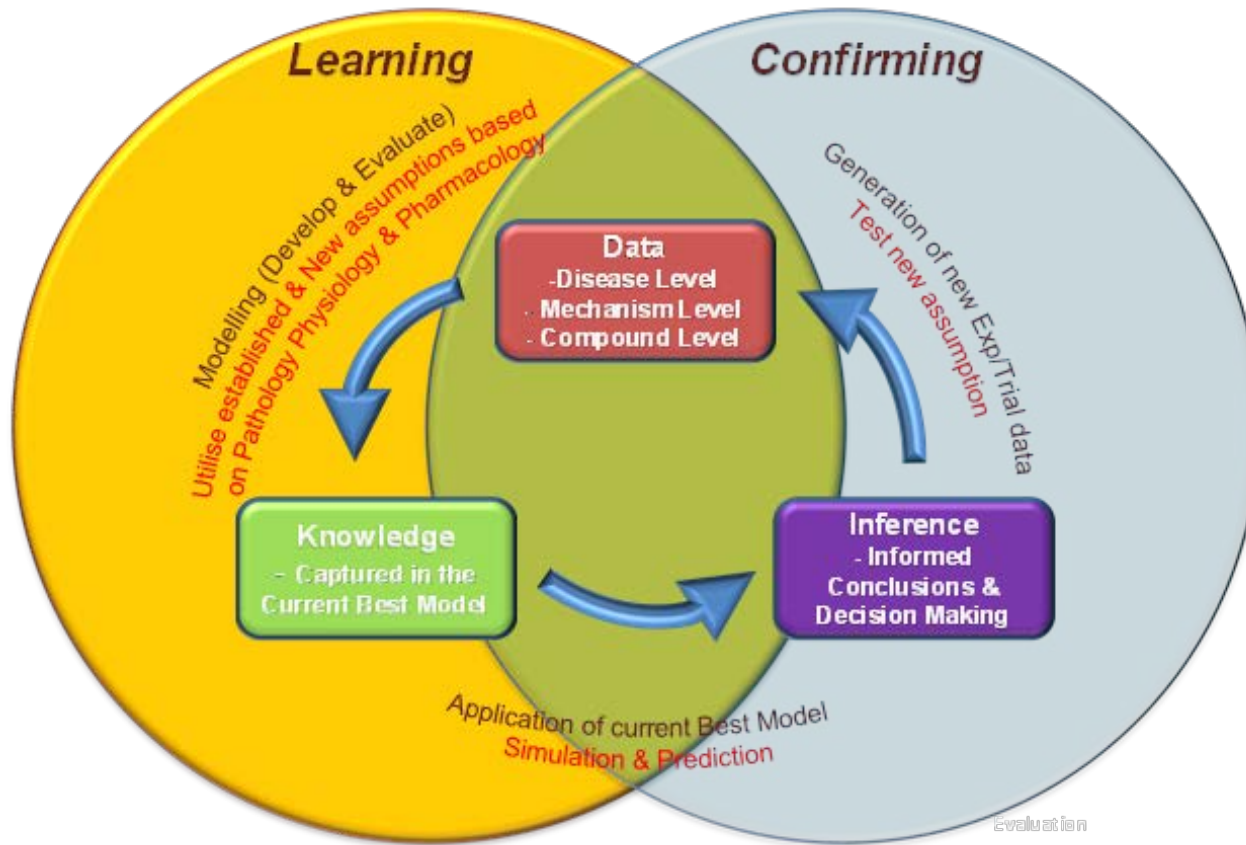 Learning
Confirming
Modelling (Develop & Evaluate)
Utilise established & New assumptions based
on Pathology Physiology & Pharmacology
Generation of new Exp/Trial data
Test new assumption
Data
-Disease Level
- Mechanism Level
- Compound Level
Knowledge
- Captured in the
Current Best Model
Inference
- Informed
Conclusions &
Decision Making
Application of current Best Model
Simulation & Prediction
Evaluation